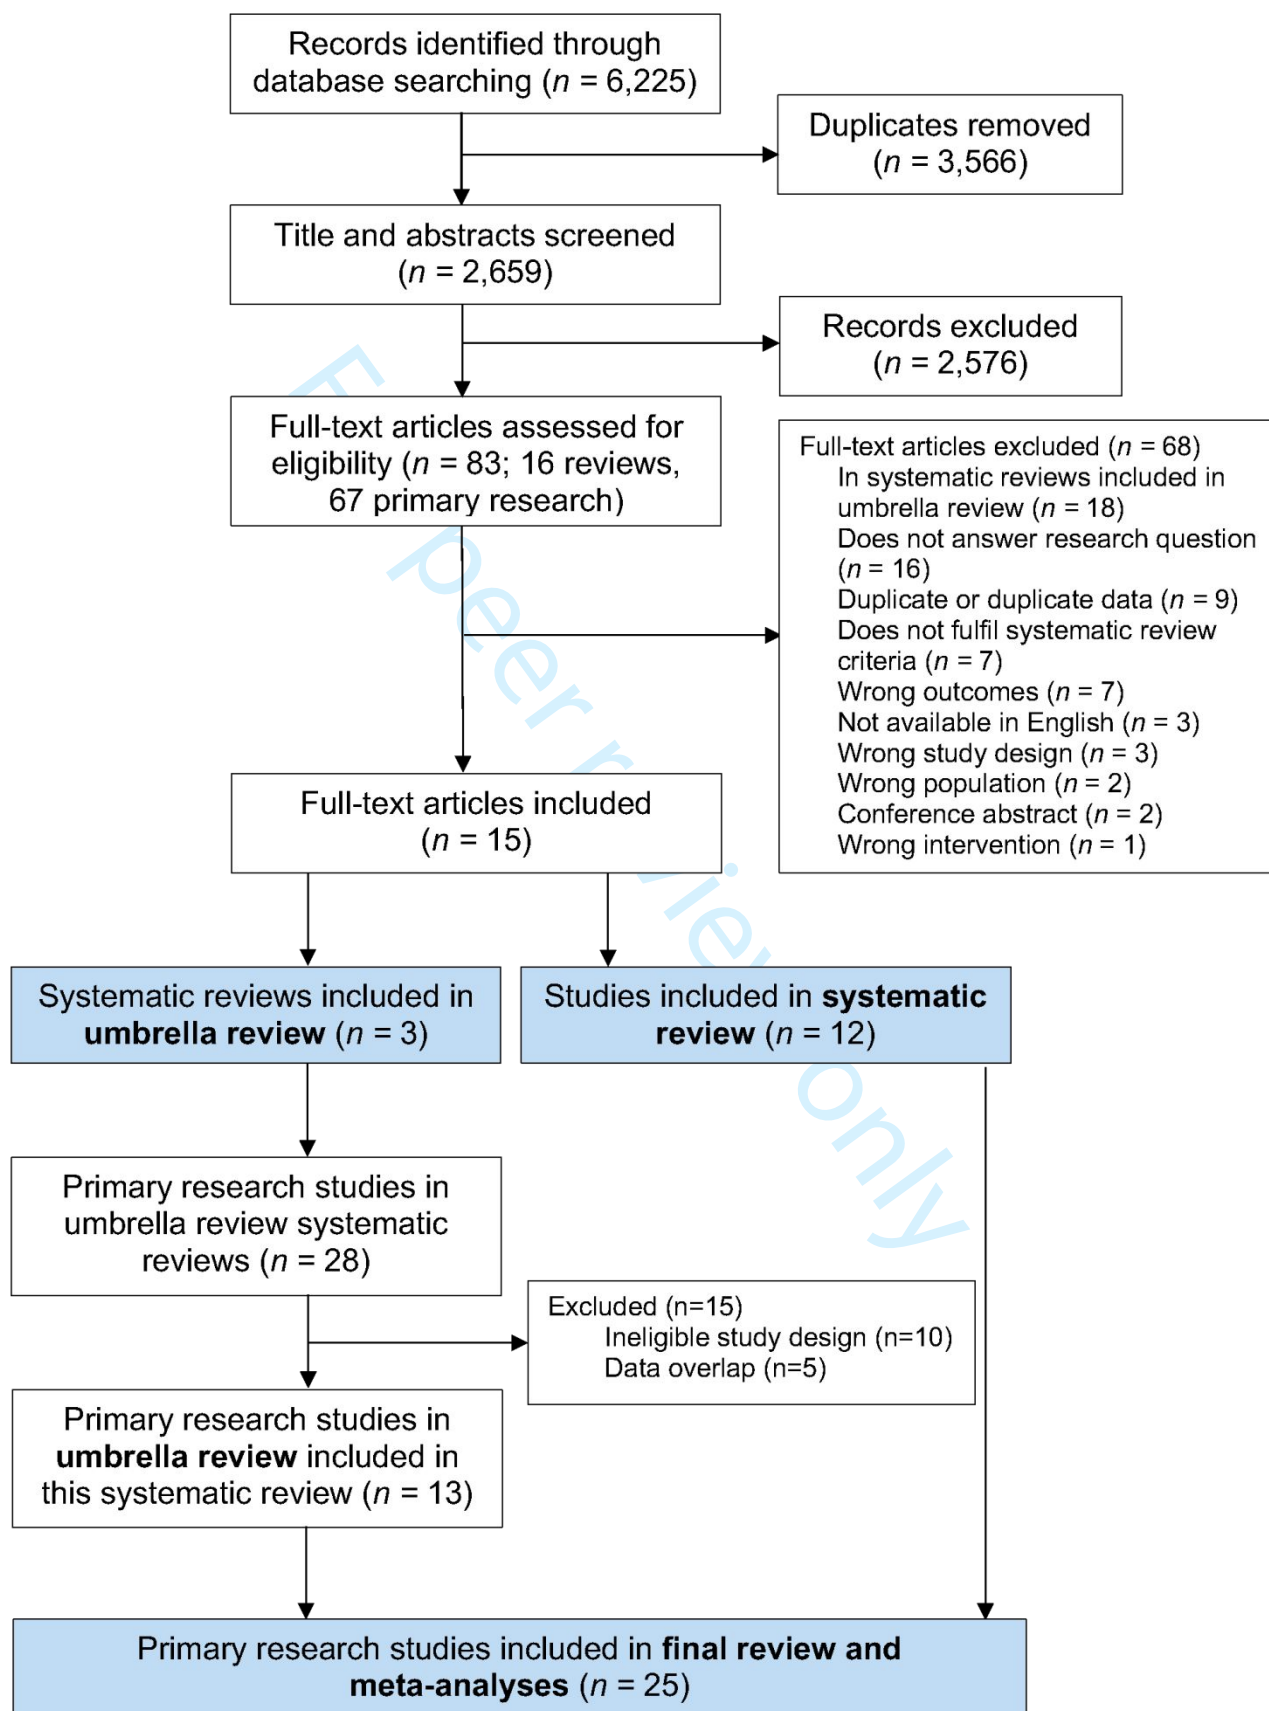 Records identified through
database searching (n = 6,225)
Duplicates removed
(n = 3,566)
Title and abstracts screened
(n = 2,659)
Records excluded
(n = 2,576)
Full-text articles assessed for
eligibility (n = 83; 16 reviews,
67 primary research)
Full-text articles excluded (n = 68)
In systematic reviews included in
umbrella review (n = 18)
Does not answer research question
(n = 16)
Duplicate or duplicate data (n = 9)
Does not fulfil systematic review
criteria (n = 7)
Wrong outcomes (n = 7)
Not available in English (n = 3)
Wrong study design (n = 3)
Wrong population (n = 2)
Conference abstract (n = 2)
Wrong intervention (n = 1)
Full-text articles included
(n = 15)
Systematic reviews included in
umbrella review (n = 3)
Studies included in systematic
review (n = 12)
Primary research studies in
umbrella review systematic
reviews (n = 28)
Excluded (n=15)
Ineligible study design (n=10)
Data overlap (n=5)
Primary research studies in
umbrella review included in
this systematic review (n = 13)
Primary research studies included in final review and
meta-analyses (n = 25)
peer review only